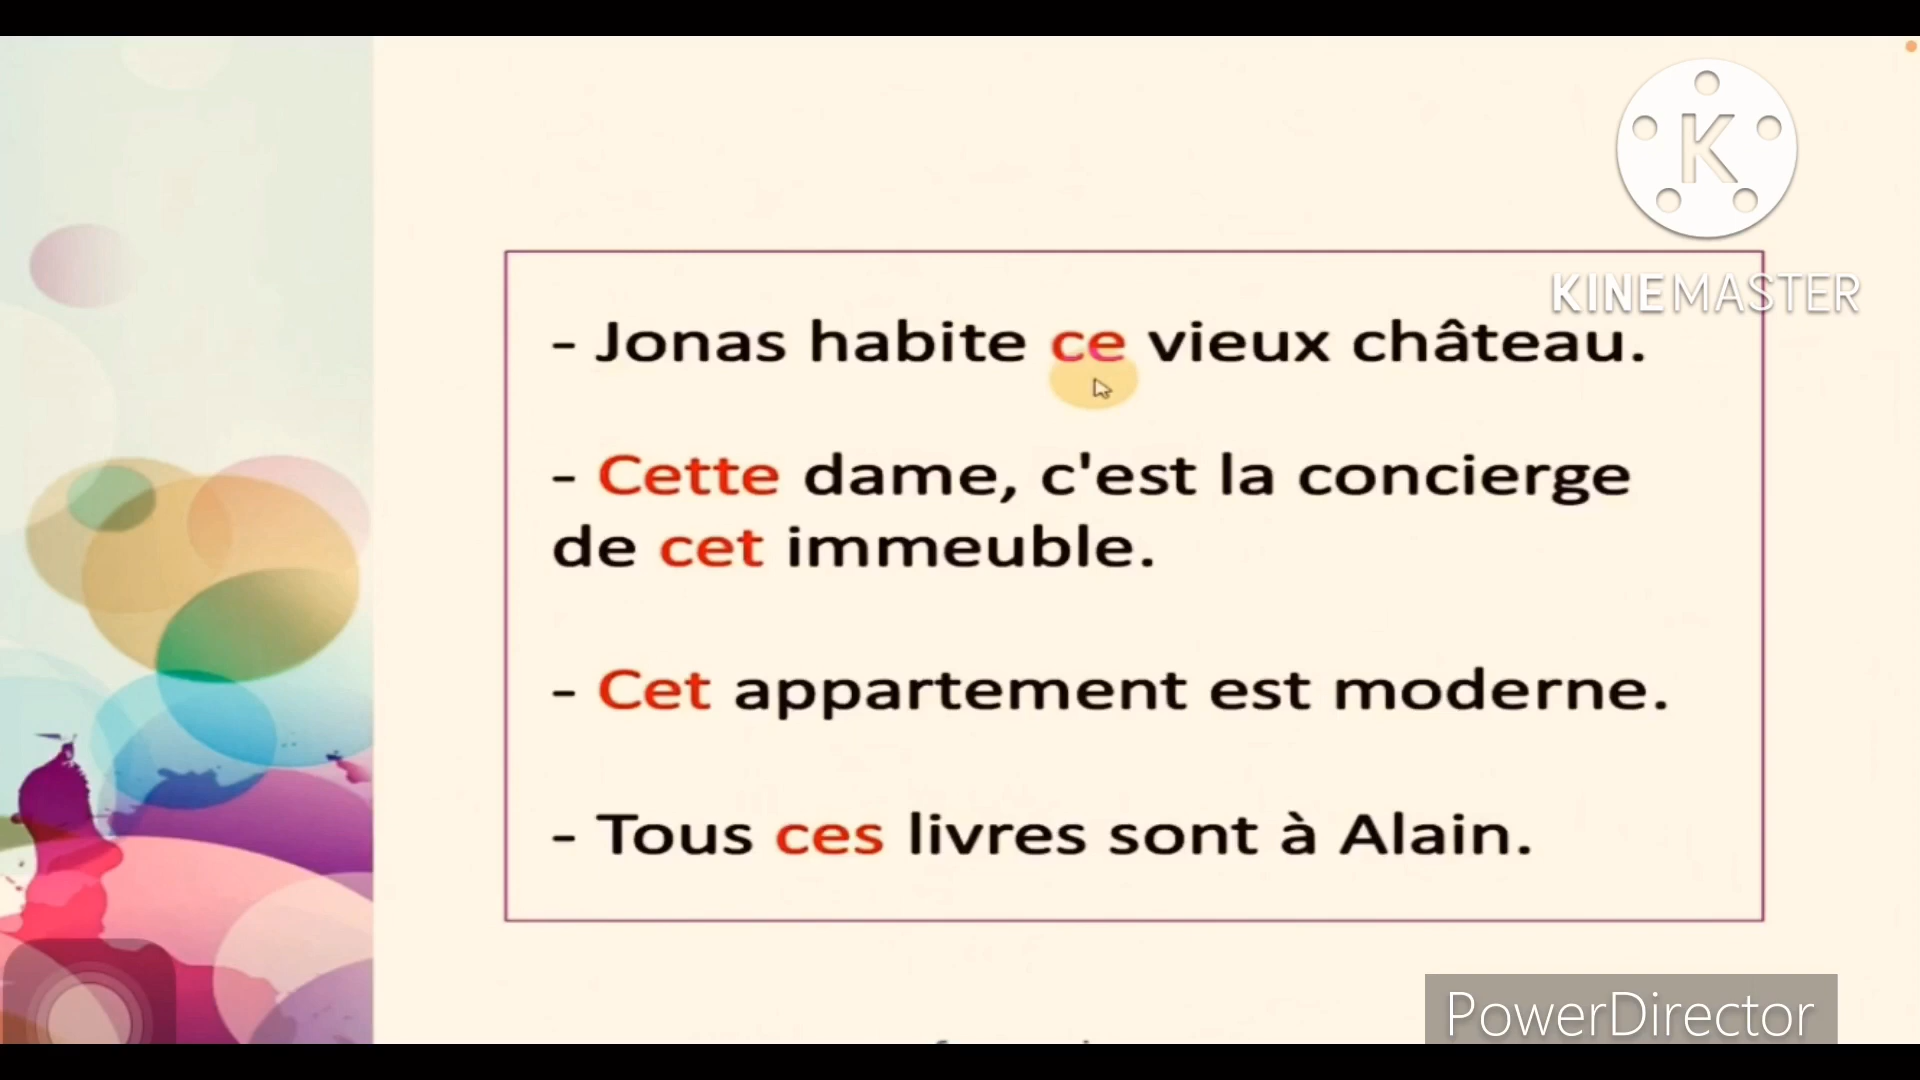 K
KINEMASTER
- Jonas habite ce vieux château.
- Cette dame, c'est la concierge
de cet immeuble.
- Cet appartement est moderne.
- Tous ces livres sont à Alain.
PowerDirector